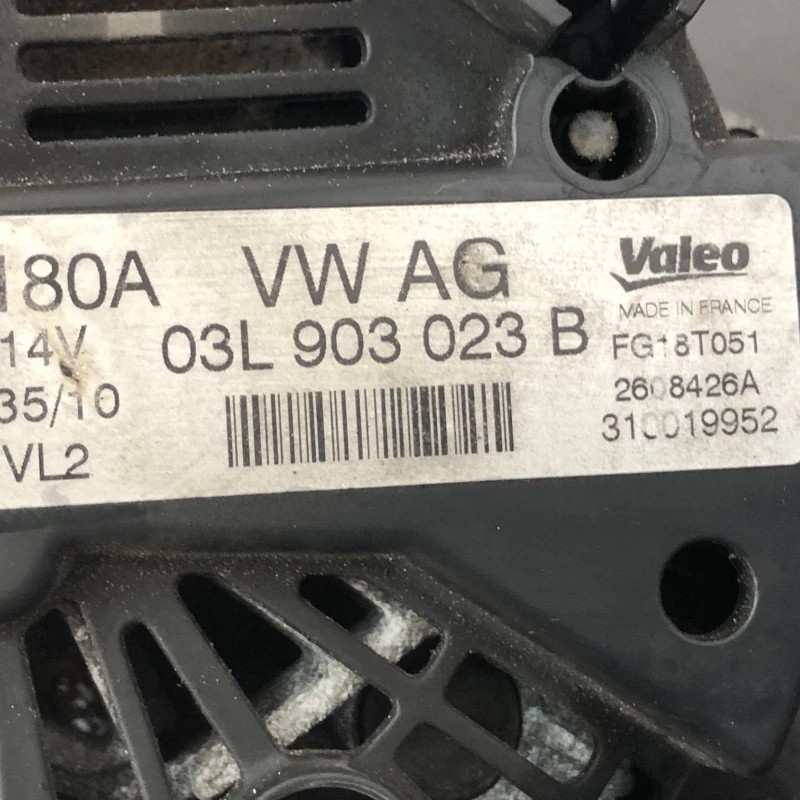 180A VW AG Valeo
MADE IN FRANCE
14V 03L 903 023 B FG18T051
35/10 2608426A
VL2 310019952